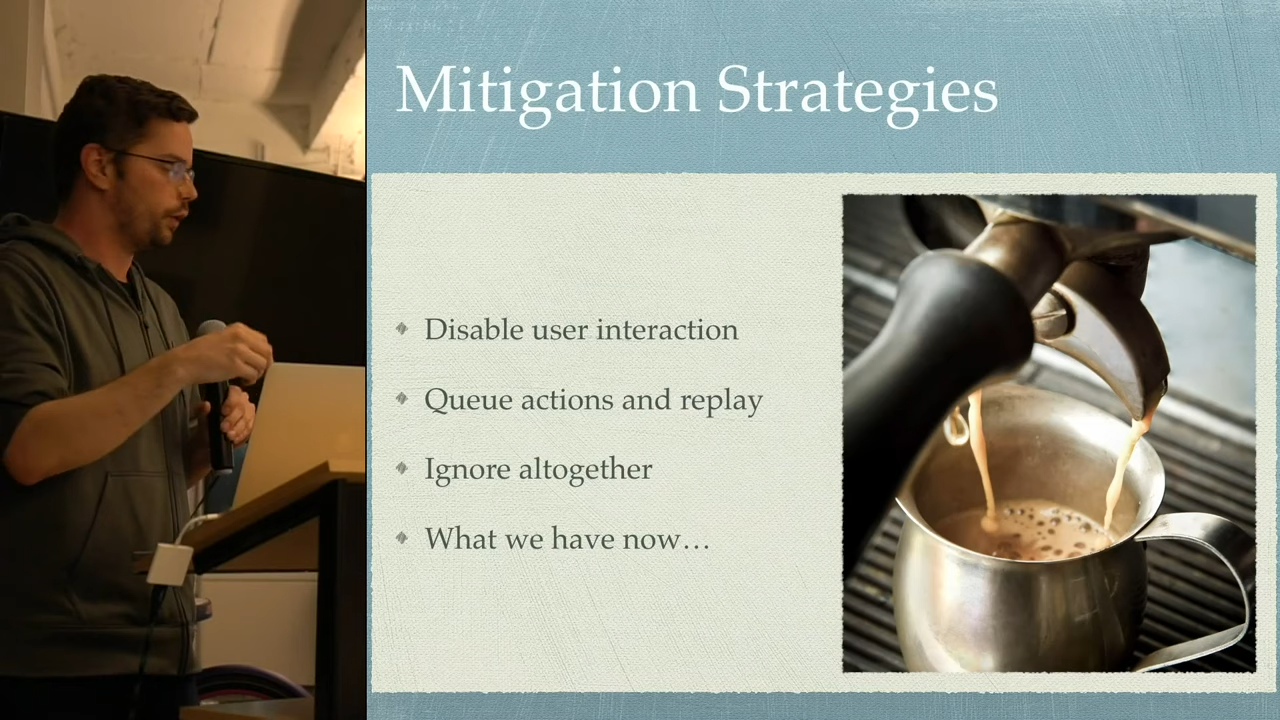 Mitigation Strategies
Disable user interaction
Queue actions and replay
Ignore altogether
What we have now…